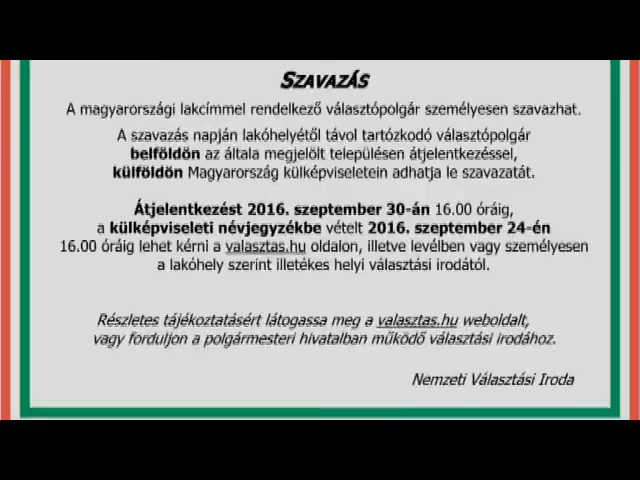 SZAVAZÁS
A magyarországi lakcímmel rendelkező választópolgár személyesen szavazhat.
A szavazás napján lakóhelyétől távol tartózkodó választópolgár
belföldön az általa megjelölt településen átjelentkezéssel,
külföldön Magyarország külképviseletein adhatja le szavazatát.
Átjelentkezést 2016. szeptember 30-án 16.00 óráig,
a külképviseleti névjegyzékbe vételt 2016. szeptember 24-én
16.00 óráig lehet kérni a valasztas.hu oldalon, illetve levélben vagy személyesen
a lakóhely szerint illetékes helyi választási irodától.
Részletes tájékoztatásért látogassa meg a valasztas.hu weboldalt,
vagy forduljon a polgármesteri hivatalban működő választási irodához.
Nemzeti Választási Iroda